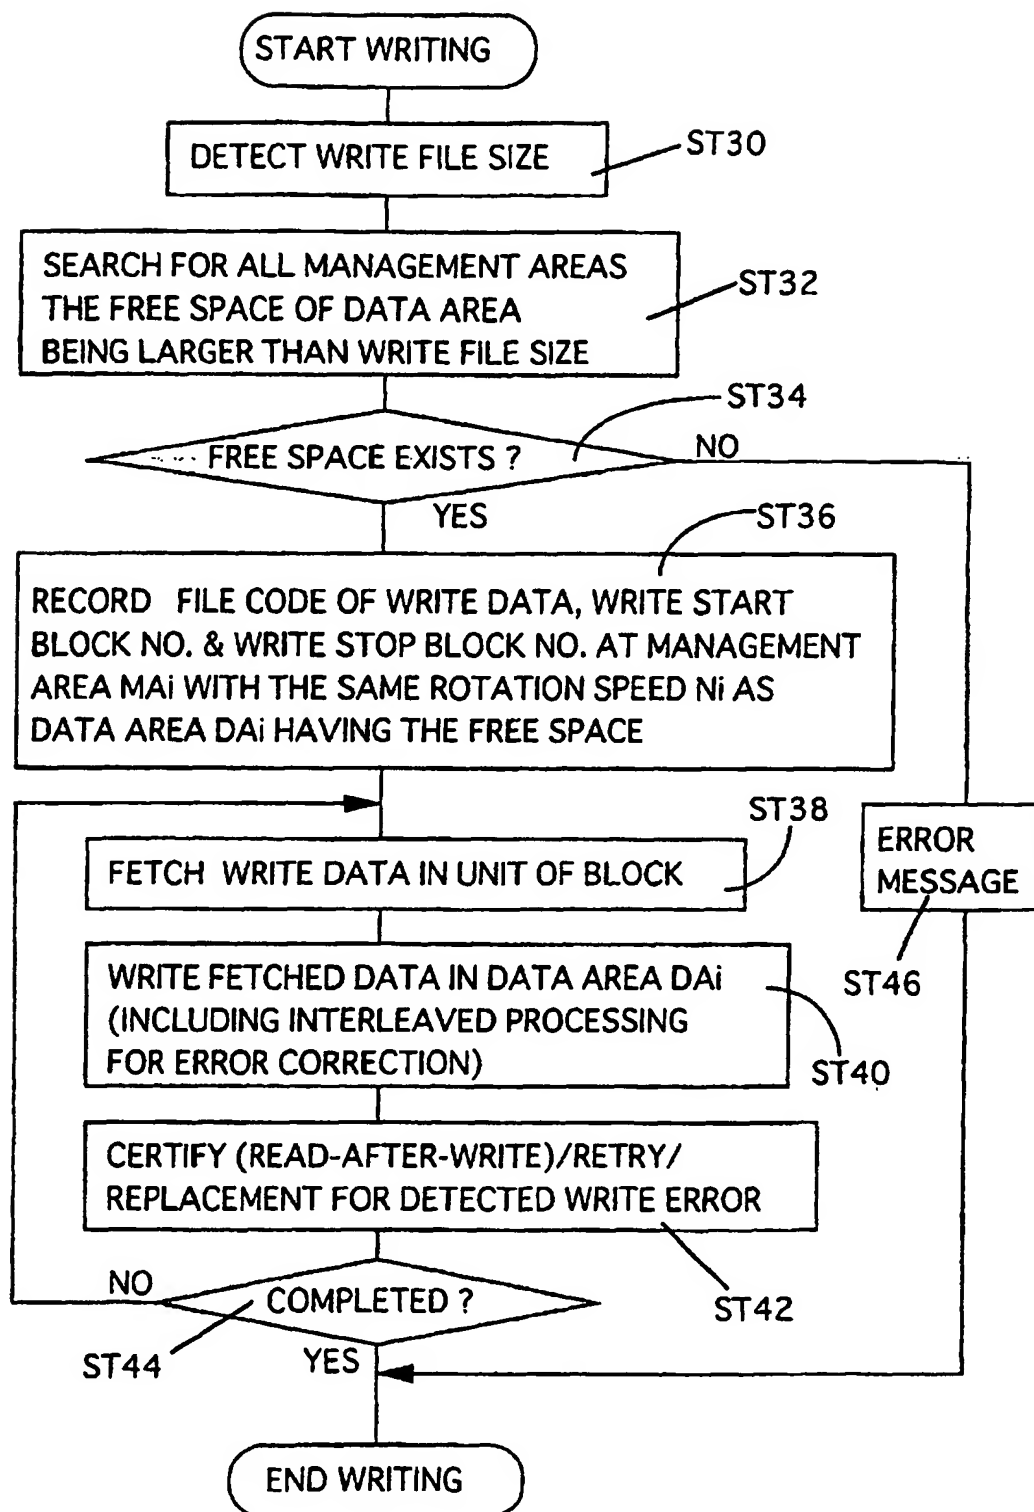 START WRITING
DETECT WRITE FILE SIZE
ST30
SEARCH FOR ALL MANAGEMENT AREAS
THE FREE SPACE OF DATA AREA
BEING LARGER THAN WRITE FILE SIZE
ST32
ST34
FREE SPACE EXISTS ?
NO
YES
ST36
RECORD FILE CODE OF WRITE DATA, WRITE START
BLOCK NO. & WRITE STOP BLOCK NO. AT MANAGEMENT
AREA MAi WITH THE SAME ROTATION SPEED Ni AS
DATA AREA DAi HAVING THE FREE SPACE
ST38
FETCH WRITE DATA IN UNIT OF BLOCK
ERROR
MESSAGE
ST46
WRITE FETCHED DATA IN DATA AREA DAi
(INCLUDING INTERLEAVED PROCESSING
FOR ERROR CORRECTION)
ST40
CERTIFY (READ-AFTER-WRITE)/RETRY/
REPLACEMENT FOR DETECTED WRITE ERROR
ST42
NO
COMPLETED ?
ST44
YES
END WRITING